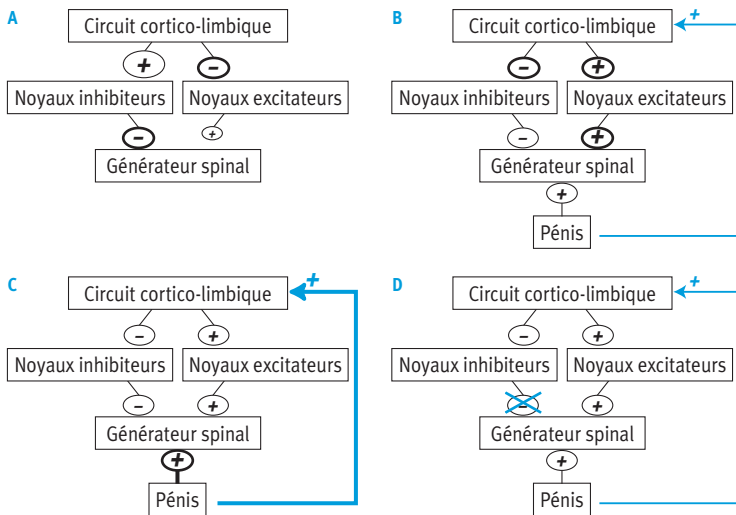 A
Circuit cortico-limbique
+
–
Noyaux inhibiteurs
Noyaux excitateurs
–
+
Générateur spinal
B
+
Circuit cortico-limbique
–
+
Noyaux inhibiteurs
Noyaux excitateurs
–
+
Générateur spinal
+
Pénis
C
+
Circuit cortico-limbique
–
+
Noyaux inhibiteurs
Noyaux excitateurs
–
+
Générateur spinal
+
Pénis
D
+
Circuit cortico-limbique
–
+
Noyaux inhibiteurs
Noyaux excitateurs
–
+
Générateur spinal
+
Pénis